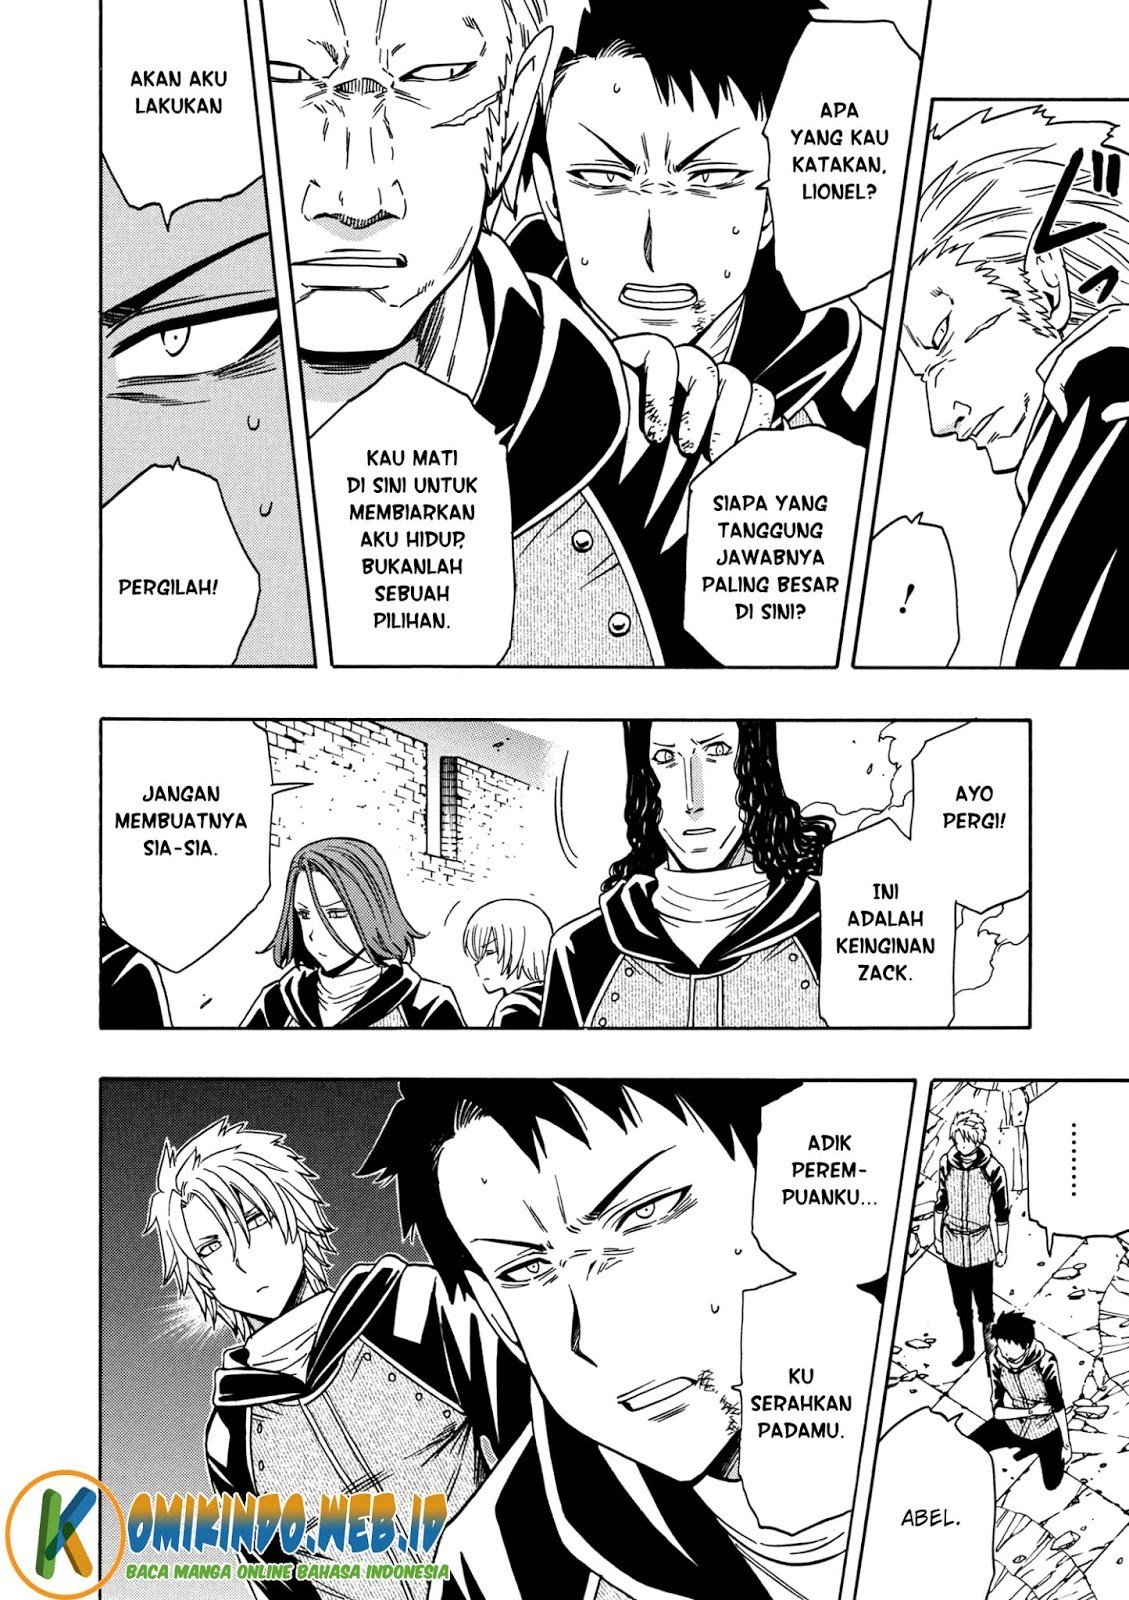 APA
YANG KAU
KATAKAN,
LIONEL?
!
SIAPA YANG
TANGGUNG
JAWABNYA
PALING BESAR
DI SINI?
KAU MATI
DI SINI UNTUK
MEMBIARKAN
AKU HIDUP,
BUKANLAH
SEBUAH
PILIHAN.
AKAN AKU
LAKUKAN
PERGILAH!
AYO
PERGI!
INI
ADALAH
KEINGINAN
ZACK.
JANGAN
MEMBUATNYA
SIA-SIA.
........
ABEL.
ADIK
PEREM-
PUANKU...
KU
SERAHKAN
PADAMU.
KOMIKINDO.WEB.ID
BACA MANGA ONLINE BAHASA INDONESIA